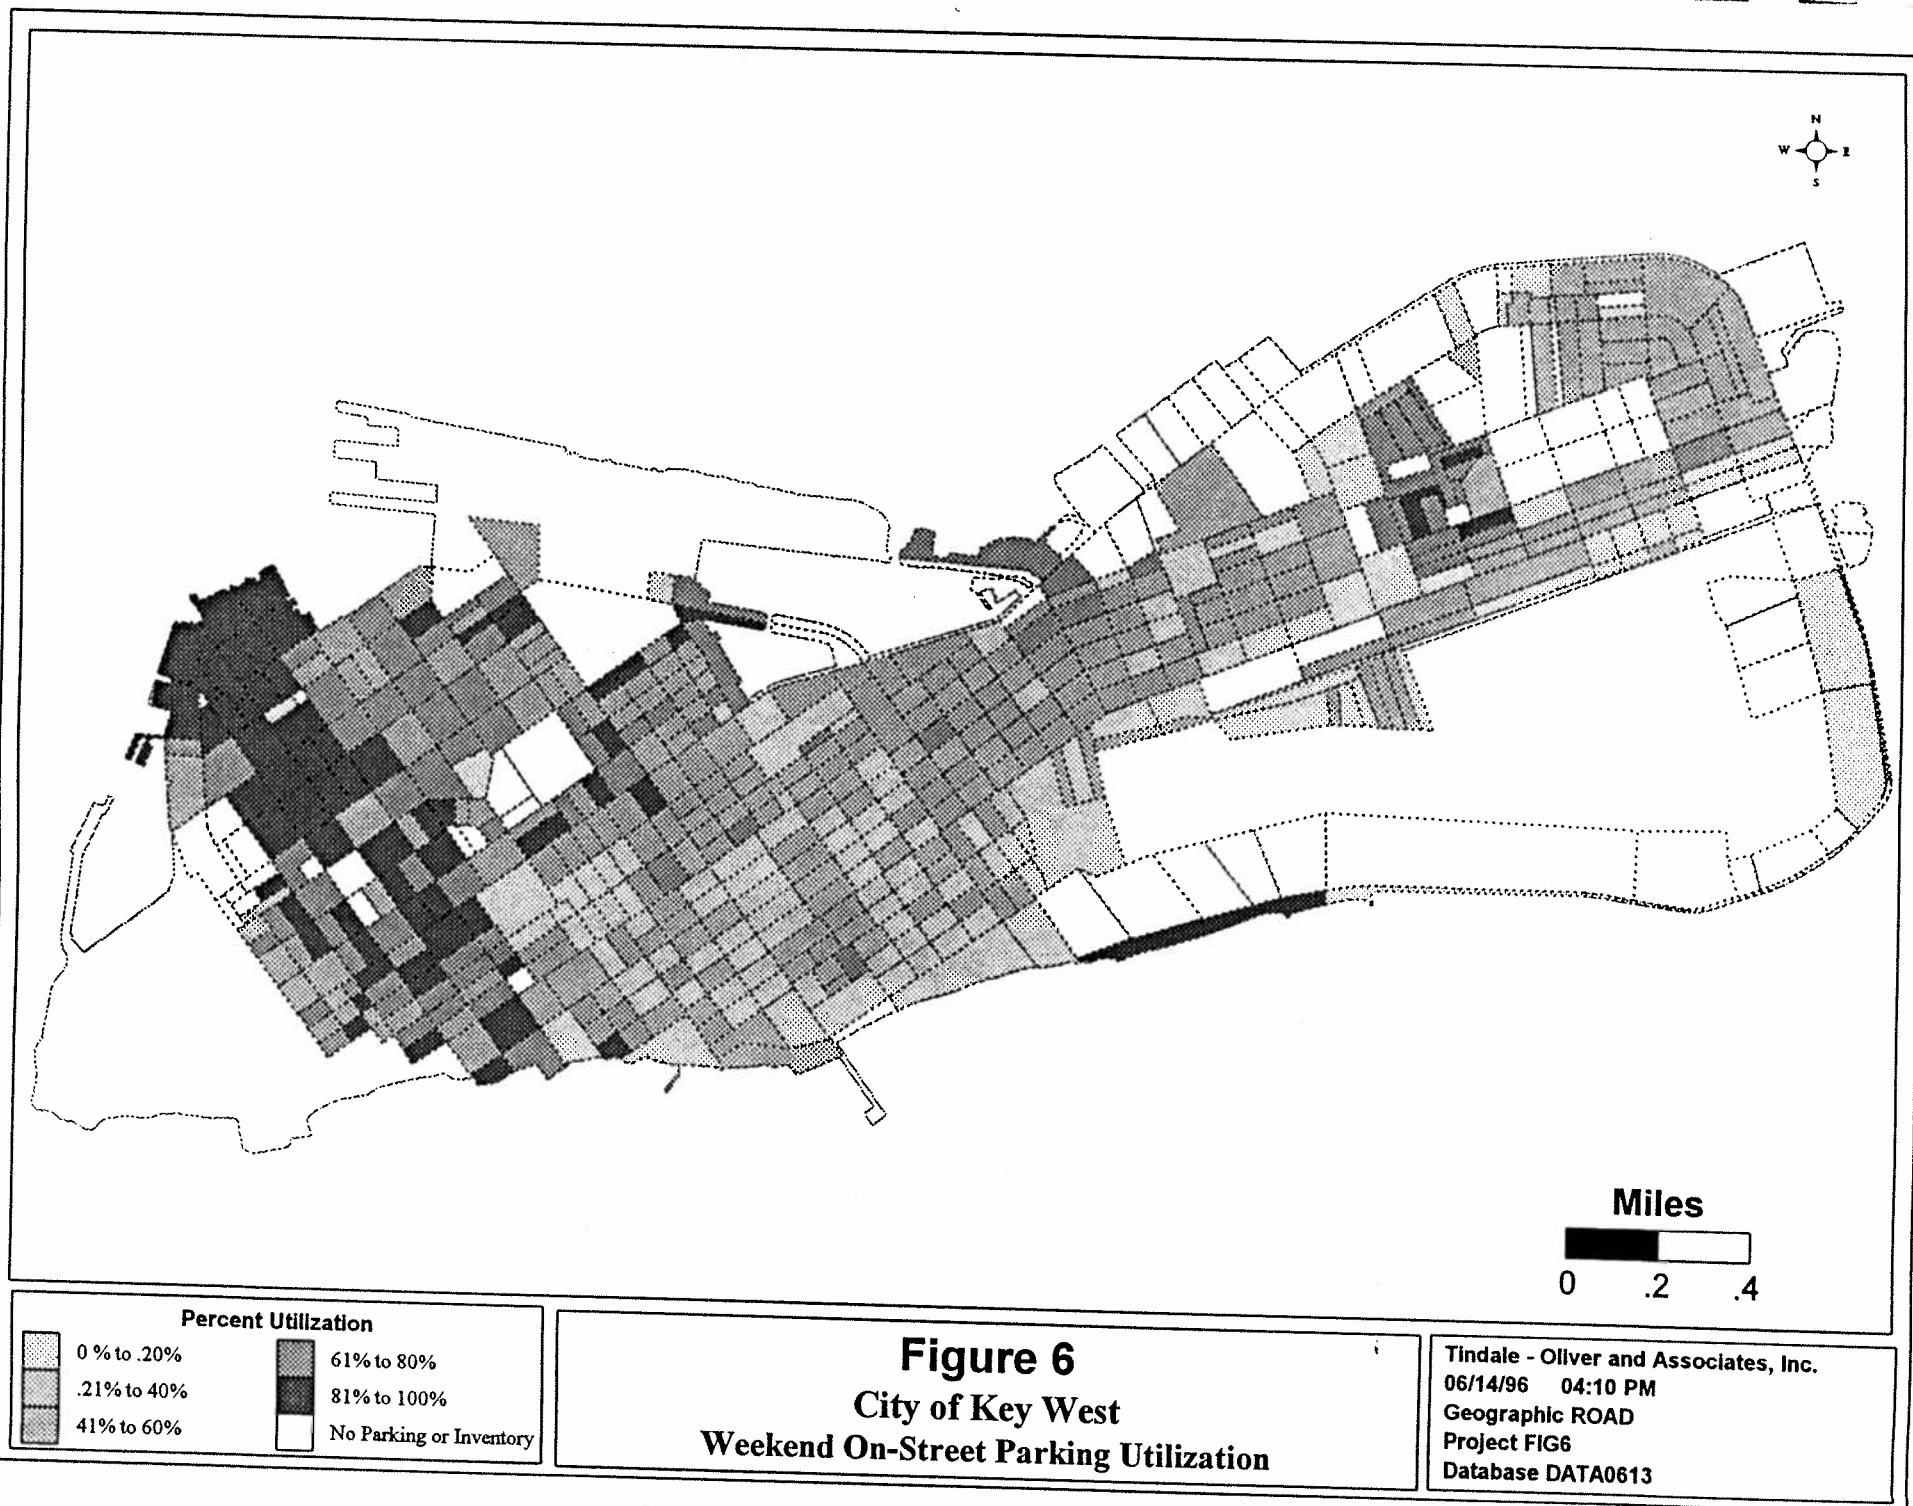 N
W E
S
Miles
0 .2 .4
Percent Utilization
0 % to .20%
.21% to 40%
41% to 60%
61% to 80%
81% to 100%
No Parking or Inventory
Figure 6
City of Key West
Weekend On-Street Parking Utilization
Tindale - Oliver and Associates, Inc.
06/14/96 04:10 PM
Geographic ROAD
Project FIG6
Database DATA0613